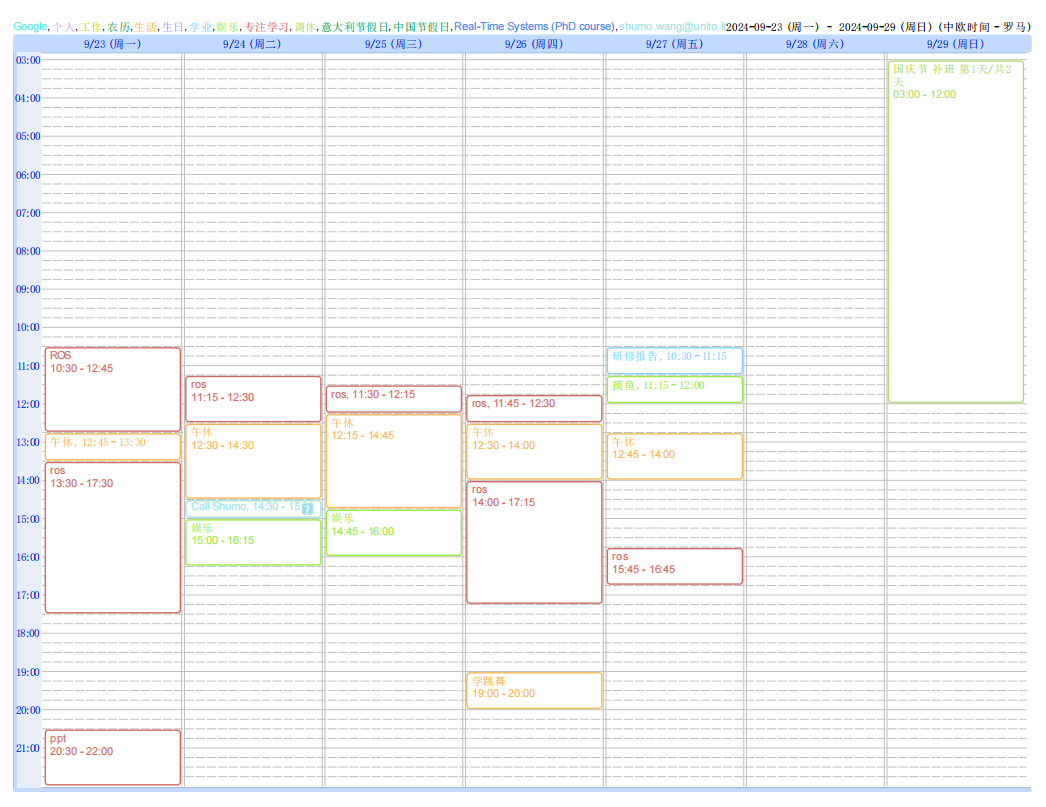 Google,个人,工作,农历,生活,生日,学业,娱乐,专注学习,调休,意大利节假日,中国节假日,Real-Time Systems (PhD course),shumo.wang@unito.it
2024-09-23 (周一) - 2024-09-29 (周日) (中欧时间 - 罗马)
9/23 (周一)
9/24 (周二)
9/25 (周三)
9/26 (周四)
9/27 (周五)
9/28 (周六)
9/29 (周日)
03:00
04:00
05:00
06:00
07:00
08:00
09:00
10:00
11:00
12:00
13:00
14:00
15:00
16:00
17:00
18:00
19:00
20:00
21:00
ROS
10:30 - 12:45
午休, 12:45 - 13:30
ros
13:30 - 17:30
ppt
20:30 - 22:00
ros
11:15 - 12:30
午休
12:30 - 14:30
Call Shumo, 14:30 - 15
?
娱乐
15:00 - 16:15
ros, 11:30 - 12:15
午休
12:15 - 14:45
娱乐
14:45 - 16:00
ros, 11:45 - 12:30
午休
12:30 - 14:00
ros
14:00 - 17:15
学跳舞
19:00 - 20:00
研修报告, 10:30 - 11:15
摸鱼, 11:15 - 12:00
午休
12:45 - 14:00
ros
15:45 - 16:45
国庆节 补班 第1天/共2
天
03:00 - 12:00